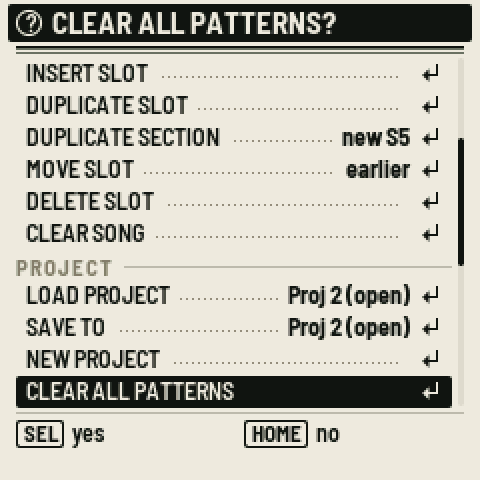 ? CLEAR ALL PATTERNS?
INSERT SLOT
DUPLICATE SLOT
DUPLICATE SECTION new S5
MOVE SLOT earlier
DELETE SLOT
CLEAR SONG
PROJECT
LOAD PROJECT Proj 2 (open)
SAVE TO Proj 2 (open)
NEW PROJECT
CLEAR ALL PATTERNS
SEL yes HOME no